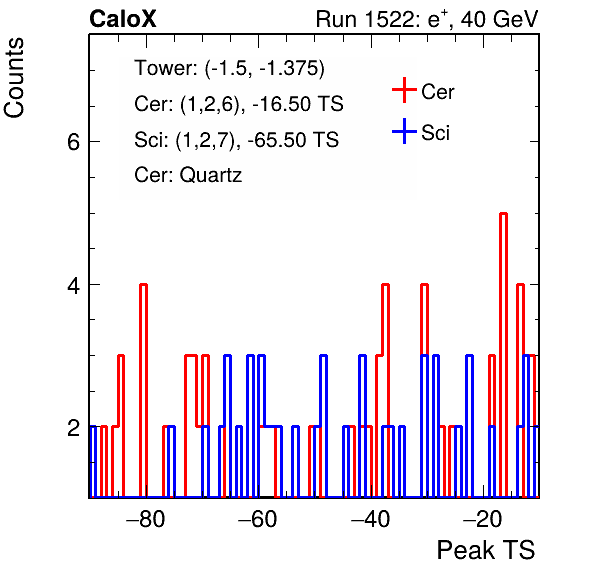 CaloX Run 1522: e⁺, 40 GeV
Counts
Tower: (-1.5, -1.375)
Cer: (1,2,6), -16.50 TS
Sci: (1,2,7), -65.50 TS
Cer: Quartz
Cer
Sci
6
4
2
−80 −60 −40 −20
Peak TS